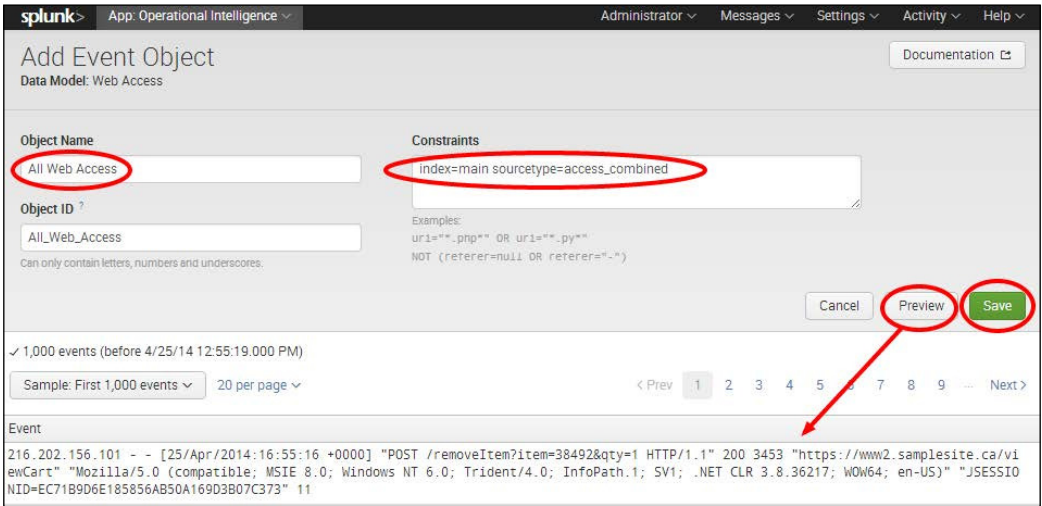 splunk> App: Operational Intelligence Administrator Messages Settings Activity Help
Add Event Object
Documentation
Data Model: Web Access
Object Name
All Web Access
Object ID ?
All_Web_Access
Can only contain letters, numbers and underscores.
Constraints
index=main sourcetype=access_combined
Examples:
uri="*.php*" OR uri="*.py*"
NOT (referer=null OR referer="-")
Cancel Preview Save
✓ 1,000 events (before 4/25/14 12:55:19.000 PM)
Sample: First 1,000 events 20 per page < Prev 1 2 3 4 5 6 7 8 9 ... Next >
Event
216.202.156.101 - - [25/Apr/2014:16:55:16 +0000] "POST /removeItem?item=38492&qty=1 HTTP/1.1" 200 3453 "https://www2.samplesite.ca/vi
ewCart" "Mozilla/5.0 (compatible; MSIE 8.0; Windows NT 6.0; Trident/4.0; InfoPath.1; SV1; .NET CLR 3.8.36217; WOW64; en-US)" "JSESSIO
NID=EC71B9D6E185856AB50A169D3B07C373" 11